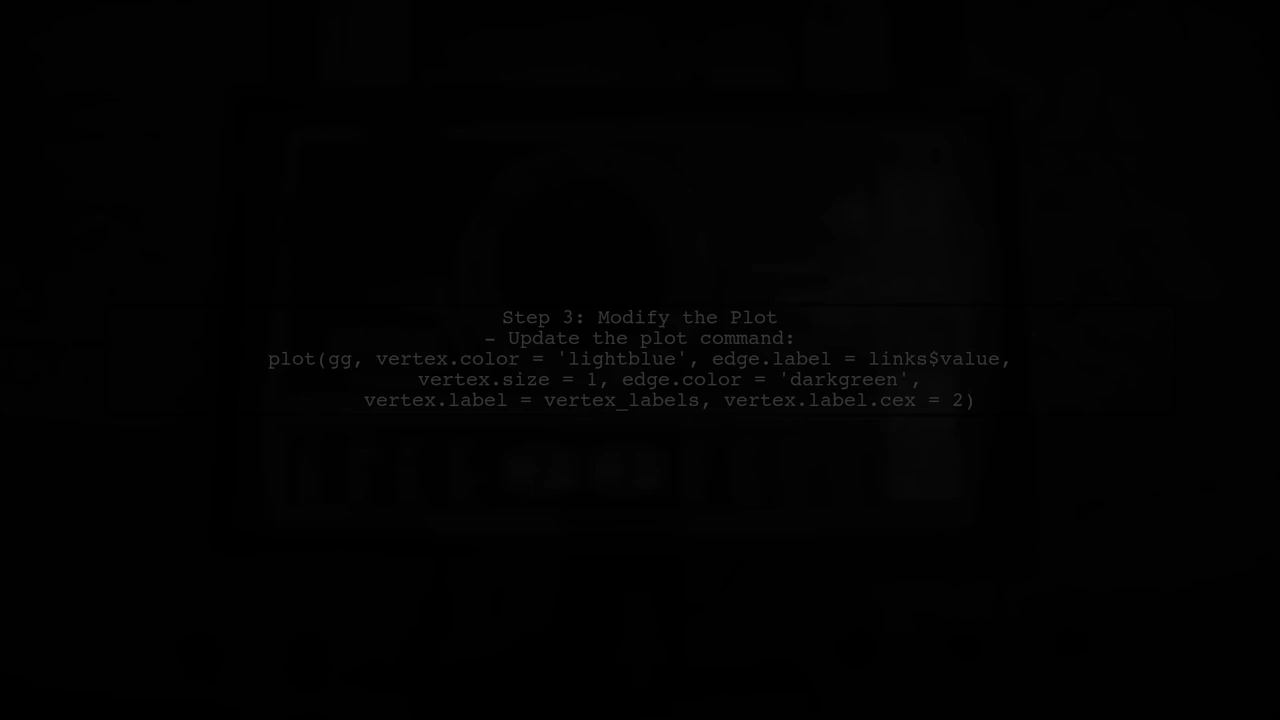 Step 3: Modify the Plot
- Update the plot command:
plot(gg, vertex.color = 'lightblue', edge.label = links$value,
vertex.size = 1, edge.color = 'darkgreen',
vertex.label = vertex_labels, vertex.label.cex = 2)